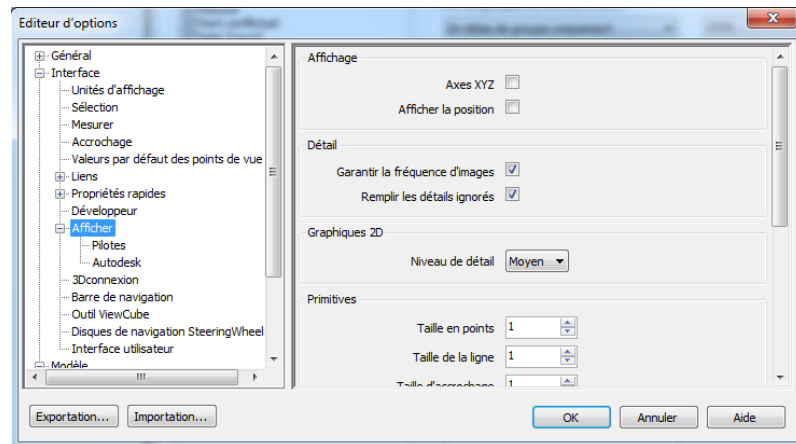 Editeur d'options
Général
Interface
Unités d'affichage
Sélection
Mesurer
Accrochage
Valeurs par défaut des points de vue
Liens
Propriétés rapides
Développeur
Afficher
Pilotes
Autodesk
3Dconnexion
Barre de navigation
Outil ViewCube
Disques de navigation SteeringWheel
Interface utilisateur
Modèle
Affichage
Axes XYZ
Afficher la position
Détail
Garantir la fréquence d'images
Remplir les détails ignorés
Graphiques 2D
Niveau de détail Moyen
Primitives
Taille en points 1
Taille de la ligne 1
Taille d'accrochage 1
Exportation... Importation... OK Annuler Aide